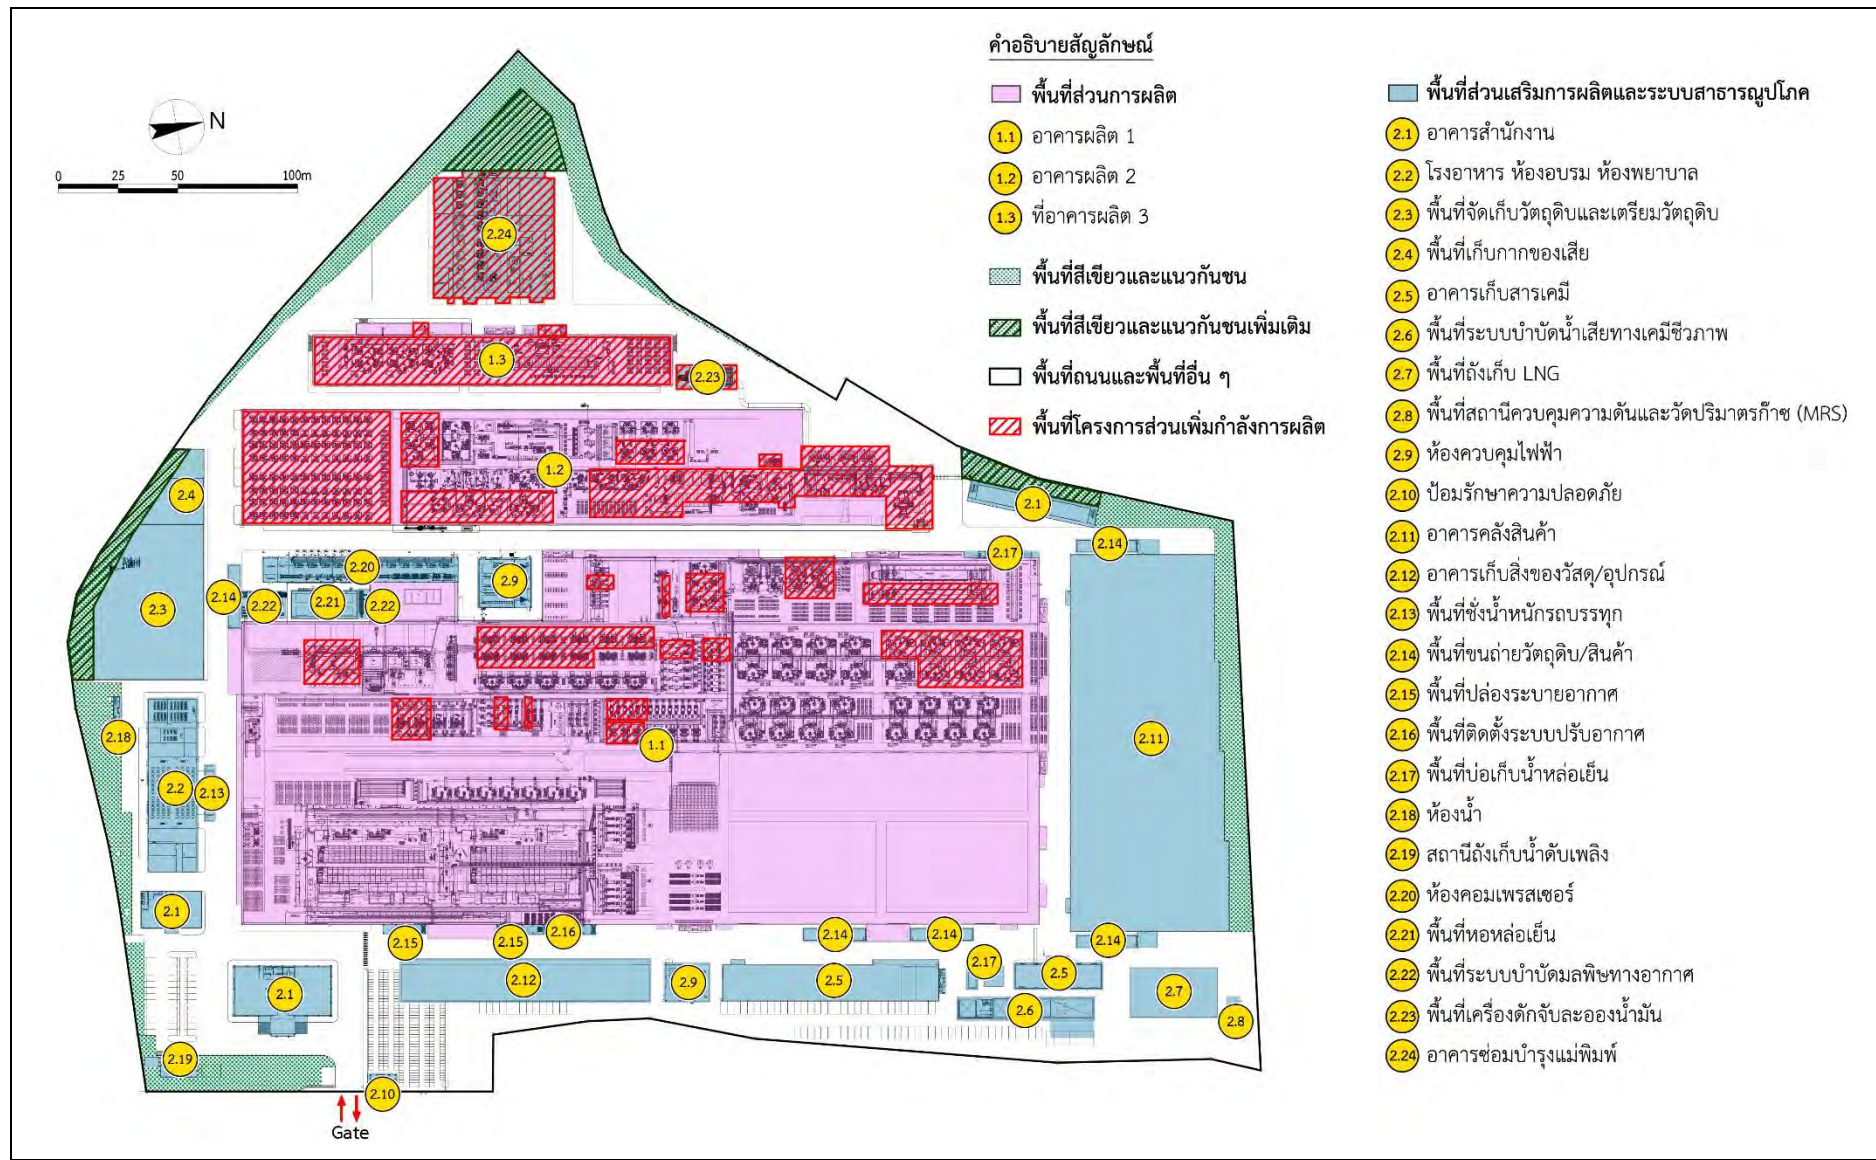 คำอธิบายสัญลักษณ์
พื้นที่ส่วนการผลิต
1.1 อาคารผลิต 1
1.2 อาคารผลิต 2
1.3 ที่อาคารผลิต 3
พื้นที่สีเขียวและแนวกันชน
พื้นที่สีเขียวและแนวกันชนเพิ่มเติม
พื้นที่ถนนและพื้นที่อื่น ๆ
พื้นที่โครงการส่วนเพิ่มกำลังการผลิต
พื้นที่ส่วนเสริมการผลิตและระบบสาธารณูปโภค
2.1 อาคารสำนักงาน
2.2 โรงอาหาร ห้องอบรม ห้องพยาบาล
2.3 พื้นที่จัดเก็บวัตถุดิบและเตรียมวัตถุดิบ
2.4 พื้นที่เก็บกากของเสีย
2.5 อาคารเก็บสารเคมี
2.6 พื้นที่ระบบบำบัดน้ำเสียทางเคมีชีวภาพ
2.7 พื้นที่ถังเก็บ LNG
2.8 พื้นที่สถานีควบคุมความดันและวัดปริมาตรก๊าซ (MRS)
2.9 ห้องควบคุมไฟฟ้า
2.10 ป้อมรักษาความปลอดภัย
2.11 อาคารคลังสินค้า
2.12 อาคารเก็บสิ่งของวัสดุ/อุปกรณ์
2.13 พื้นที่ชั่งน้ำหนักรถบรรทุก
2.14 พื้นที่ขนถ่ายวัตถุดิบ/สินค้า
2.15 พื้นที่ปล่องระบายอากาศ
2.16 พื้นที่ติดตั้งระบบปรับอากาศ
2.17 พื้นที่บ่อเก็บน้ำหล่อเย็น
2.18 ห้องน้ำ
2.19 สถานีถังเก็บน้ำดับเพลิง
2.20 ห้องคอมเพรสเซอร์
2.21 พื้นที่หอหล่อเย็น
2.22 พื้นที่ระบบบำบัดมลพิษทางอากาศ
2.23 พื้นที่เครื่องดักจับละอองน้ำมัน
2.24 อาคารซ่อมบำรุงแม่พิมพ์
N
0 25 50 100m
2.24
1.3
2.23
1.2
2.4
2.1
2.14
2.17
2.20
2.9
2.3
2.14
2.22
2.21
2.22
2.18
1.1
2.11
2.2
2.13
2.1
2.15
2.15
2.16
2.14
2.14
2.14
2.17
2.5
2.12
2.9
2.5
2.7
2.1
2.6
2.8
2.19
2.10
Gate